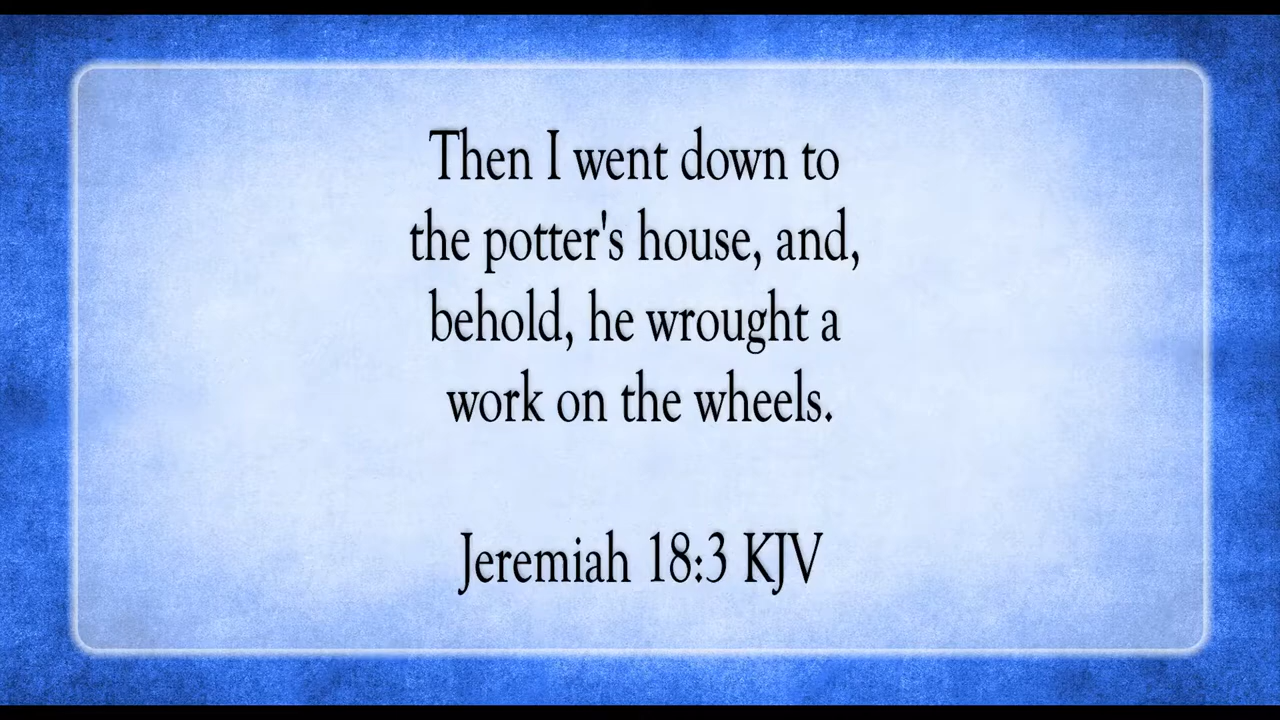 Then I went down to
the potter's house, and,
behold, he wrought a
work on the wheels.
Jeremiah 18:3 KJV